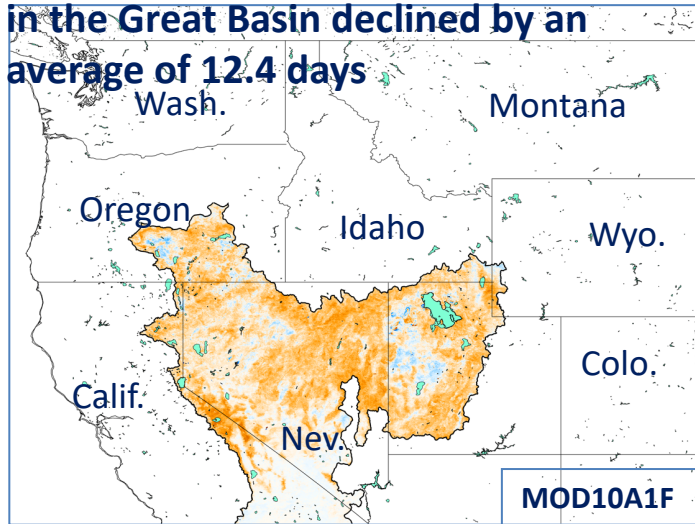 in the Great Basin declined by an
average of 12.4 days
Wash.
Montana
Oregon
Idaho
Wyo.
Colo.
Calif.
Nev.
MOD10A1F